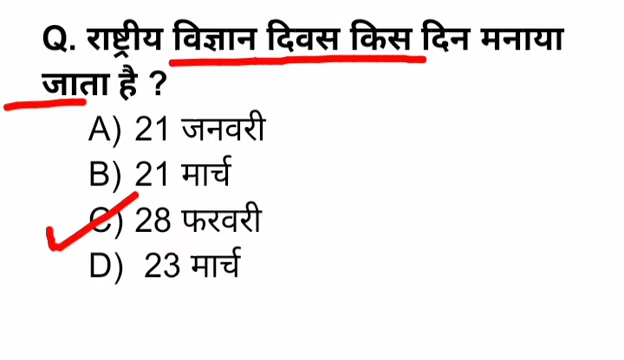 Q. राष्ट्रीय विज्ञान दिवस किस दिन मनाया
जाता है ?
A) 21 जनवरी
B) 21 मार्च
C) 28 फरवरी
D) 23 मार्च